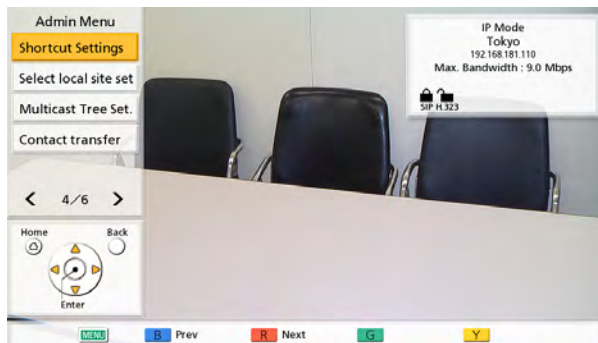 Admin Menu
Shortcut Settings
Select local site set
Multicast Tree Set.
Contact transfer
4/6
Home
Back
Enter
IP Mode
Tokyo
192.168.181.110
Max. Bandwidth : 9.0 Mbps
SIP H.323
MENU
B Prev
R Next
G
Y